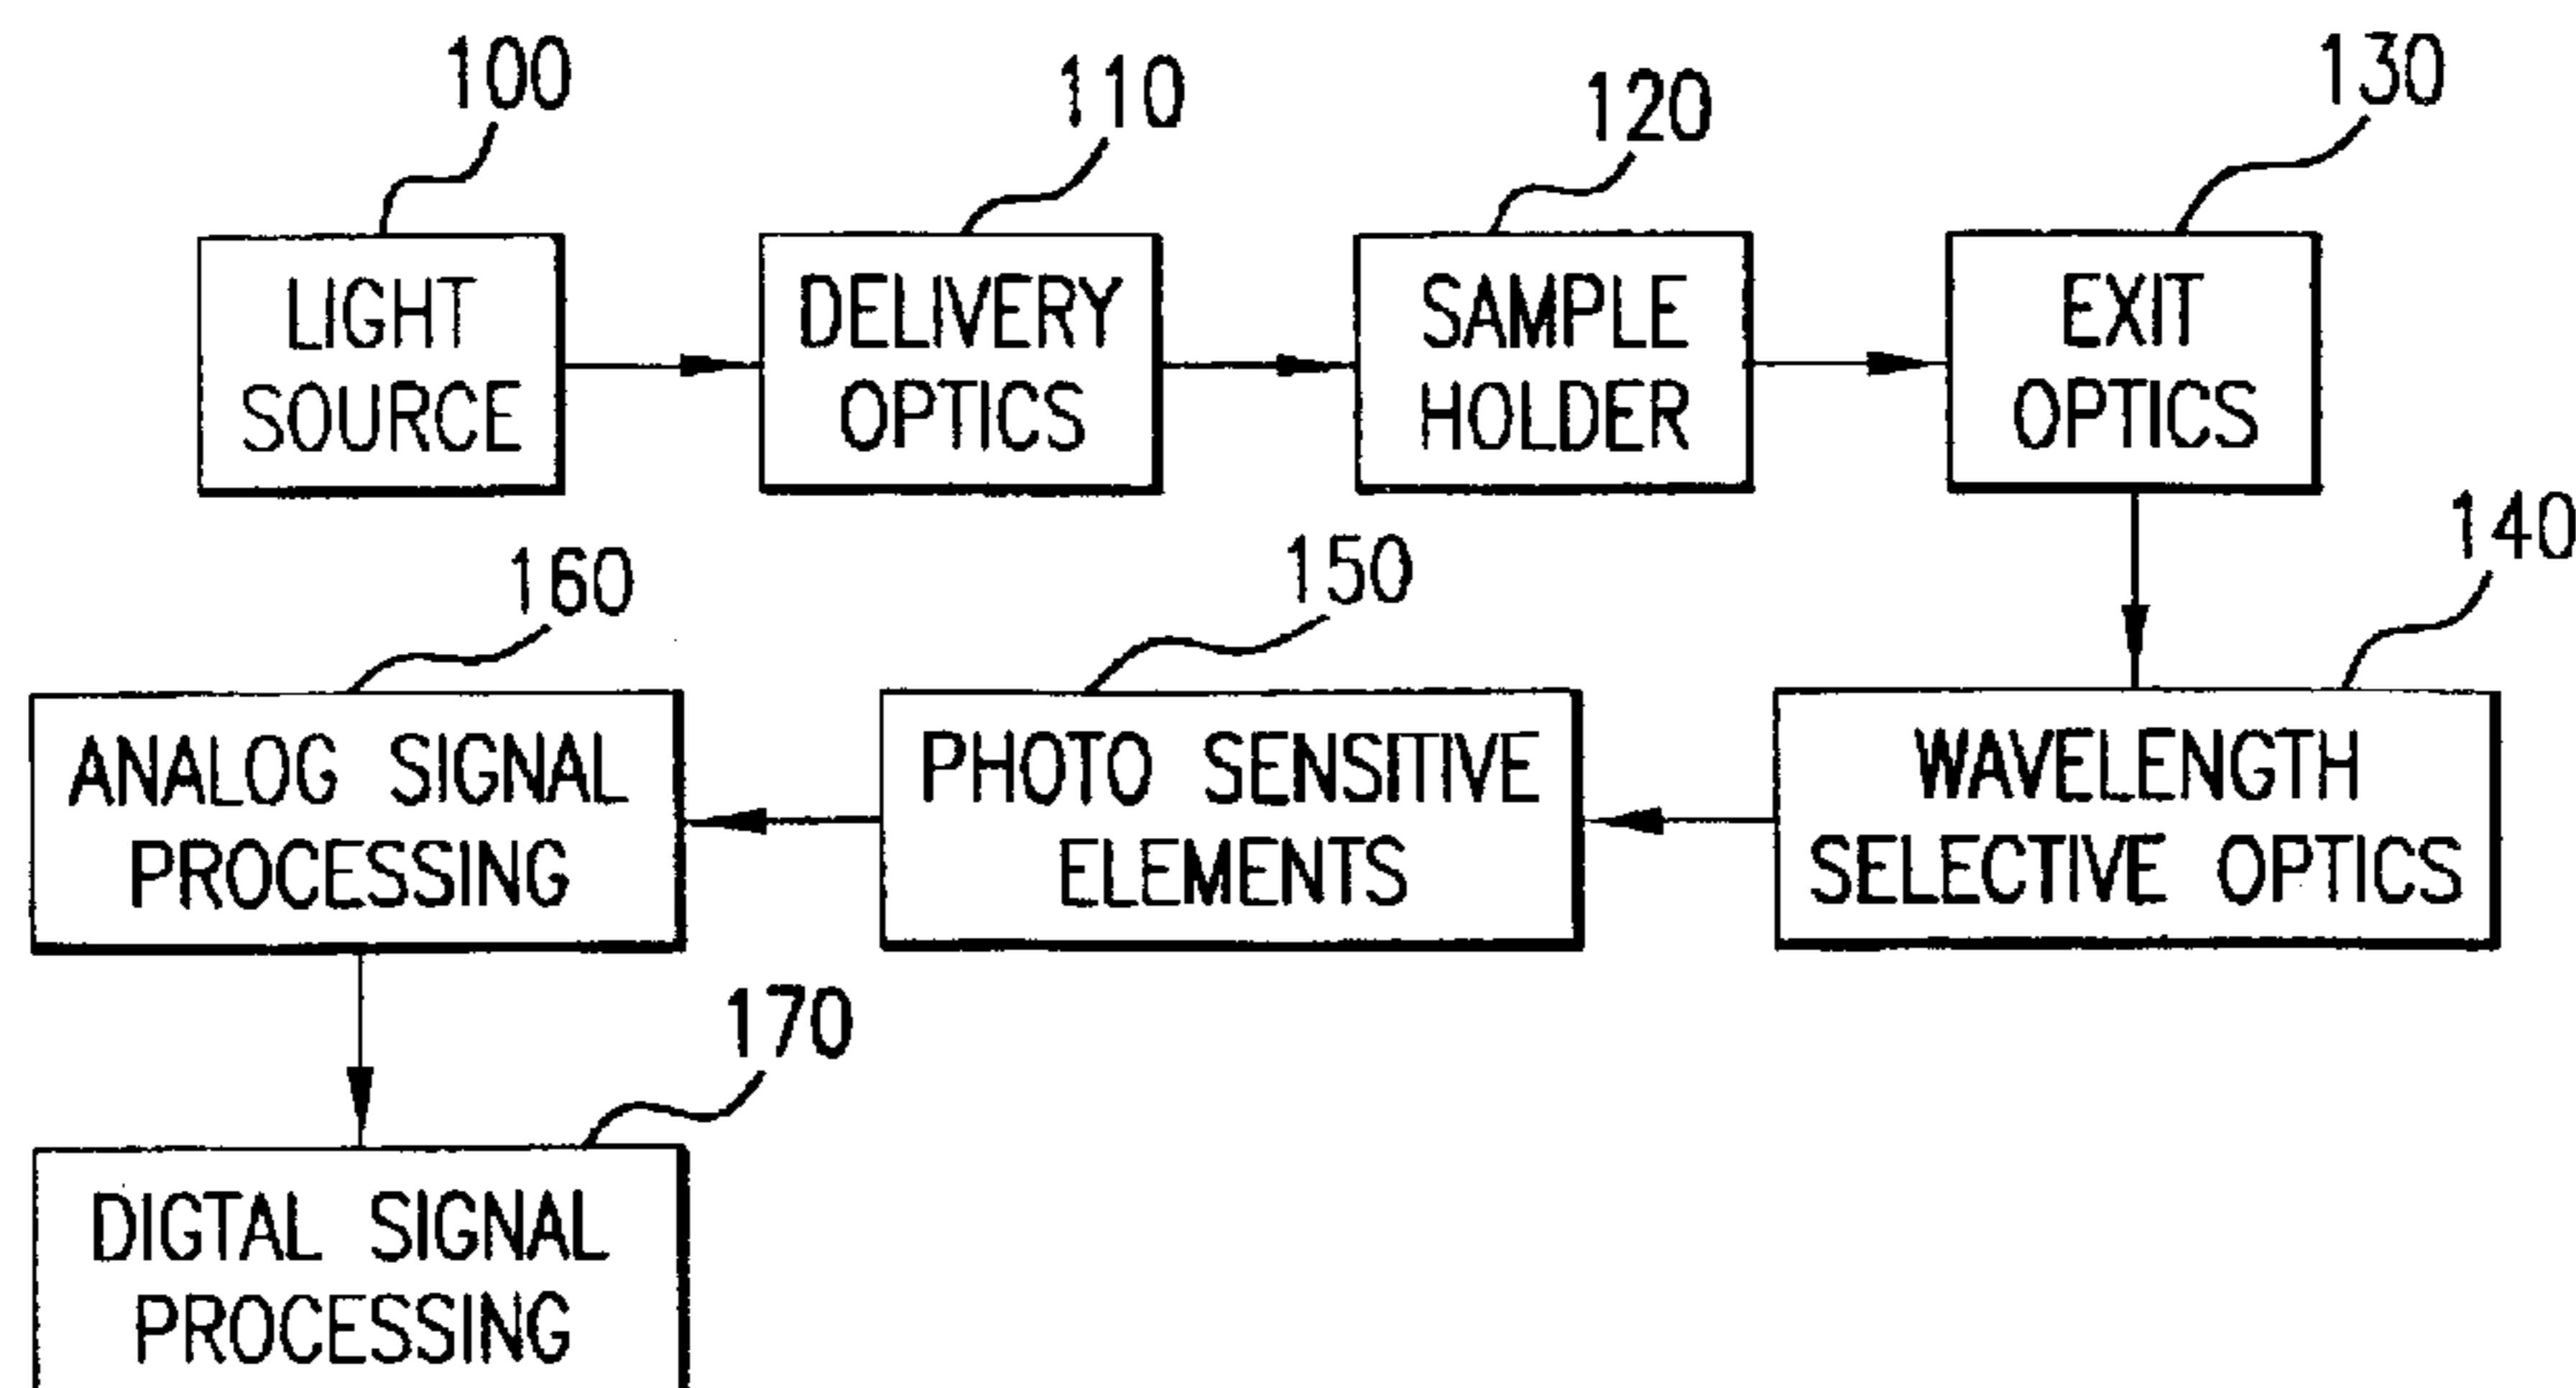 100
110
120
130
LIGHT
SOURCE
DELIVERY
OPTICS
SAMPLE
HOLDER
EXIT
OPTICS
140
150
160
ANALOG SIGNAL
PROCESSING
PHOTO SENSITIVE
ELEMENTS
WAVELENGTH
SELECTIVE OPTICS
170
DIGTAL SIGNAL
PROCESSING